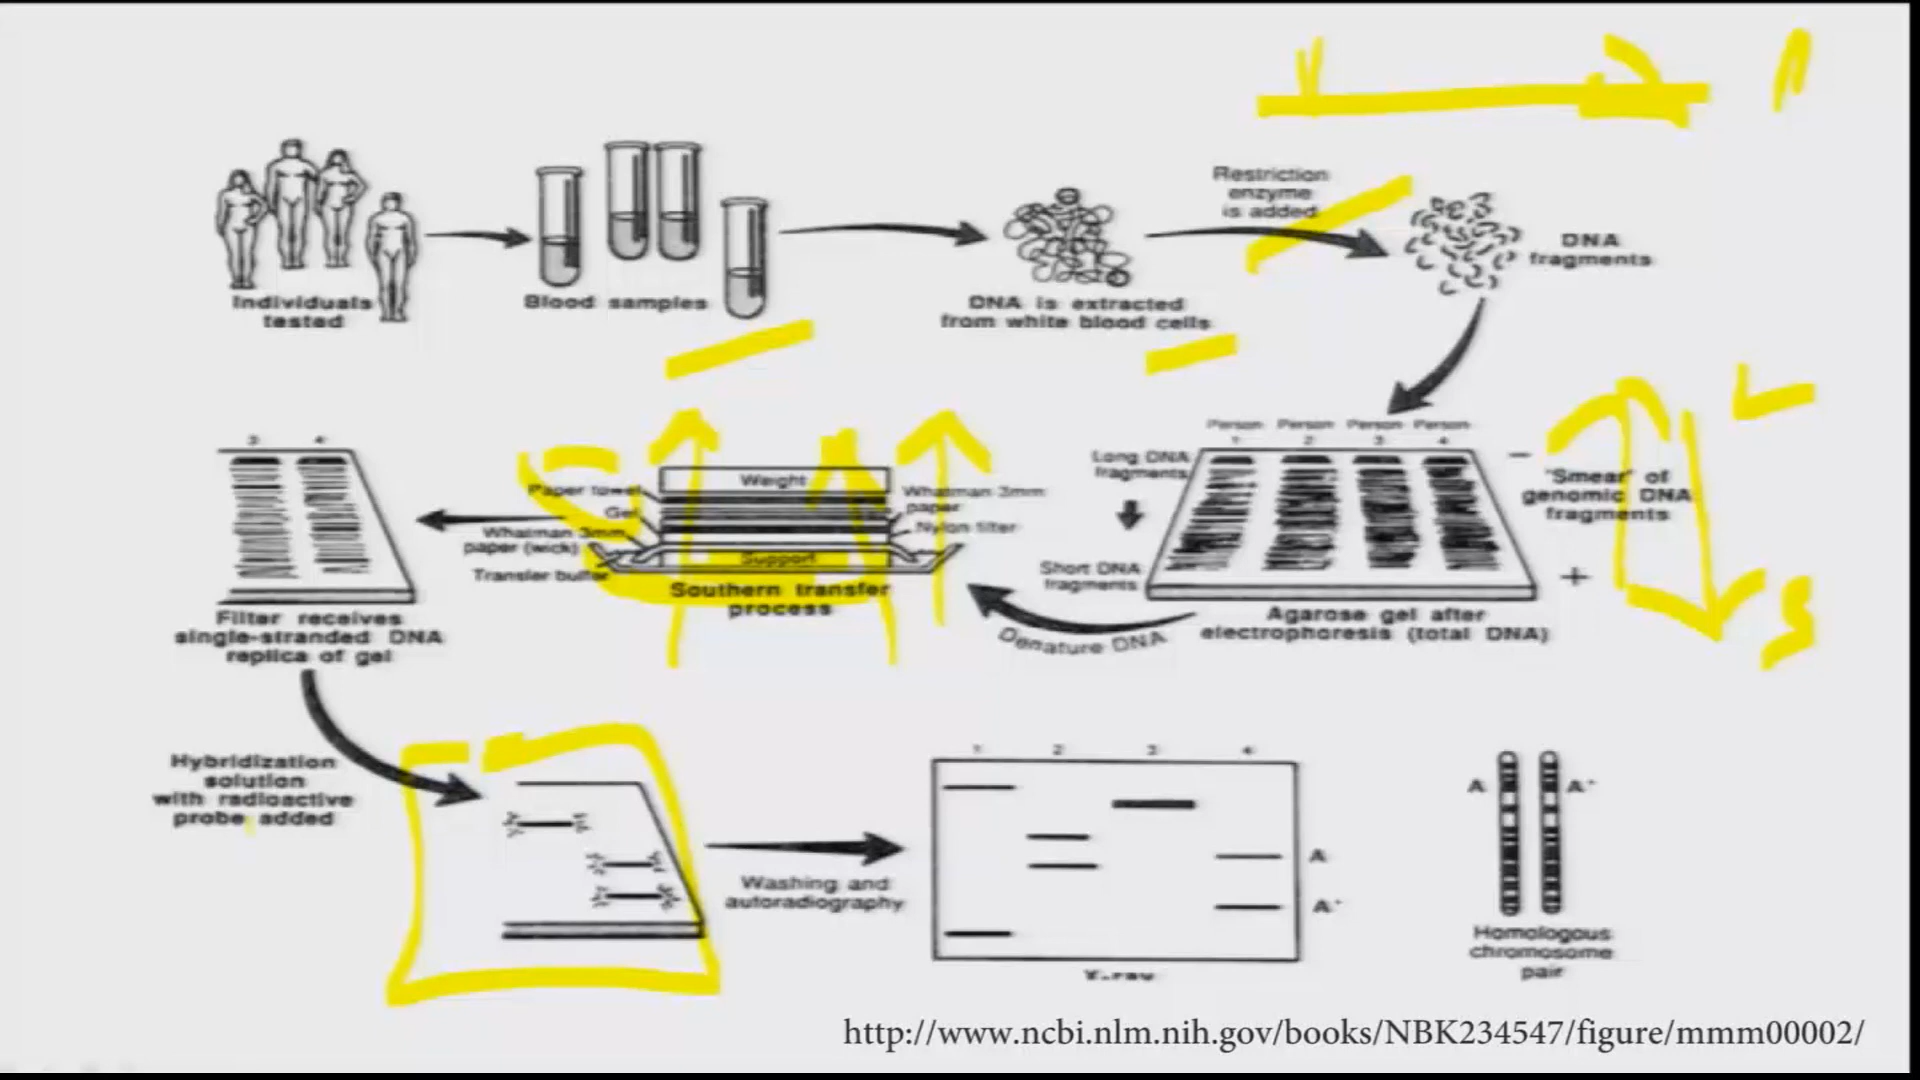 Restriction
enzyme
is added
DNA
fragments
Individuals
tested
Blood samples
DNA is extracted
from white blood cells
Person Person Person Person
1 2 3 4
Long DNA
fragments
Short DNA
fragments
-
"Smear" of
genomic DNA
fragments
+
L
S
Agarose gel after
electrophoresis (total DNA)
Denature DNA
Weight
Paper towel
Gel
Whatman 3mm
paper (wick)
Transfer buffer
Whatman 3mm
paper
Nylon filter
Support
Southern transfer
process
3 4
Filter receives
single-stranded DNA
replica of gel
Hybridization
solution
with radioactive
probe added
Washing and
autoradiography
1 2 3 4
A
A+
X-ray
A A+
Homologous
chromosome
pair
http://www.ncbi.nlm.nih.gov/books/NBK234547/figure/mmm00002/